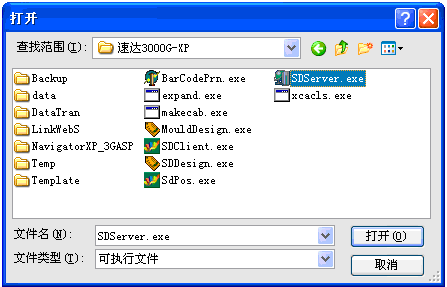 打开
查找范围(I): 速达3000G-XP
Backup BarCodePrn.exe SDServer.exe
data expand.exe xcacls.exe
DataTran makecab.exe
LinkWebS MouldDesign.exe
NavigatorXP_3GASP SDClient.exe
Temp SDDesign.exe
Template SdPos.exe
文件名(N): SDServer.exe 打开(O)
文件类型(T): 可执行文件 取消